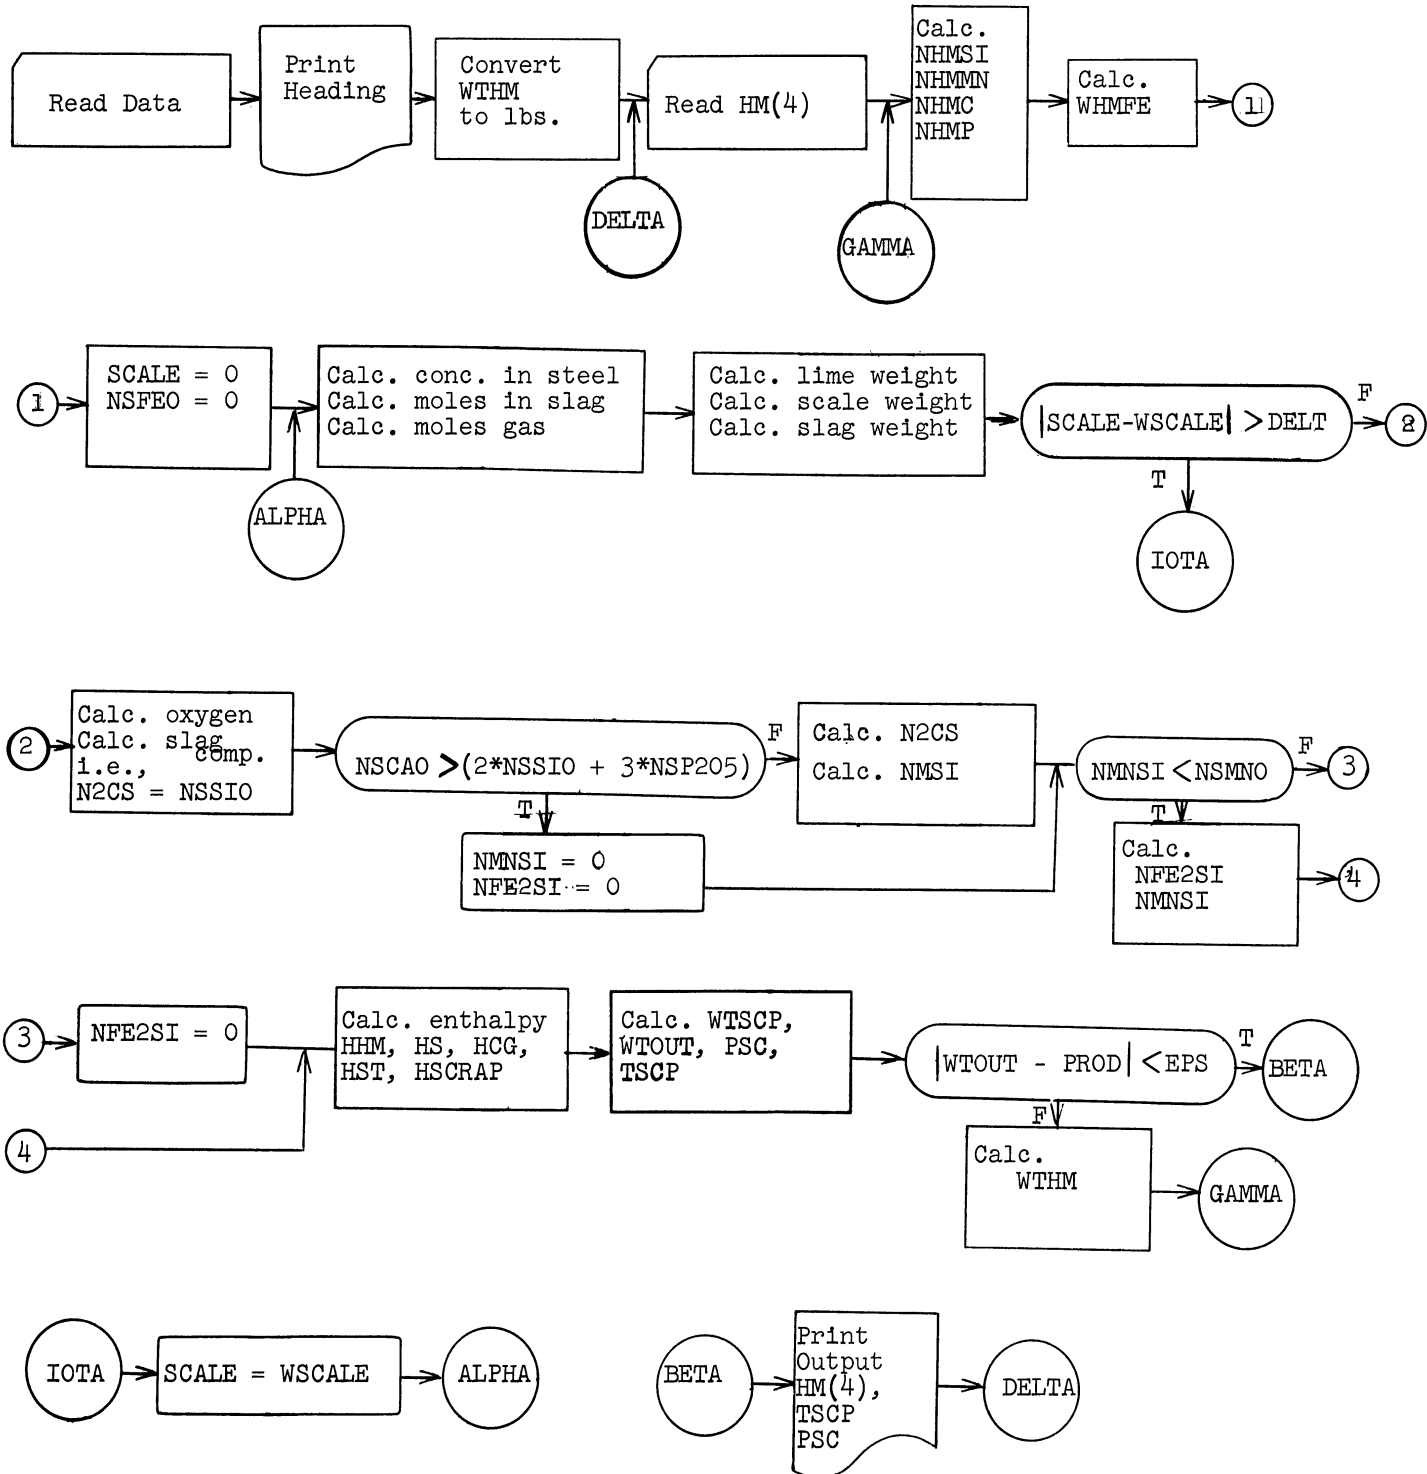 Read Data
Print
Heading
Convert
WTHM
to lbs.
Read HM(4)
Calc.
NHMSI
NHMMN
NHMC
NHMP
Calc.
WHMFE
1
DELTA
GAMMA
1
SCALE = 0
NSFEO = 0
Calc. conc. in steel
Calc. moles in slag
Calc. moles gas
Calc. lime weight
Calc. scale weight
Calc. slag weight
|SCALE-WSCALE| > DELT
F
2
T
ALPHA
IOTA
2
Calc. oxygen
Calc. slag
comp.
i.e.,
N2CS = NSSIO
NSCAO > (2*NSSIO + 3*NSP205)
F
T
NMNSI = 0
NFE2SI = 0
Calc. N2CS
Calc. NMSI
NMNSI < NSMNO
F
3
T
Calc.
NFE2SI
NMNSI
4
3
NFE2SI = 0
4
Calc. enthalpy
HHM, HS, HCG,
HST, HSCRAP
Calc. WTSCP,
WTOUT, PSC,
TSCP
|WTOUT - PROD| < EPS
T
BETA
F
Calc.
WTHM
GAMMA
IOTA
SCALE = WSCALE
ALPHA
BETA
Print
Output
HM(4),
TSCP
PSC
DELTA